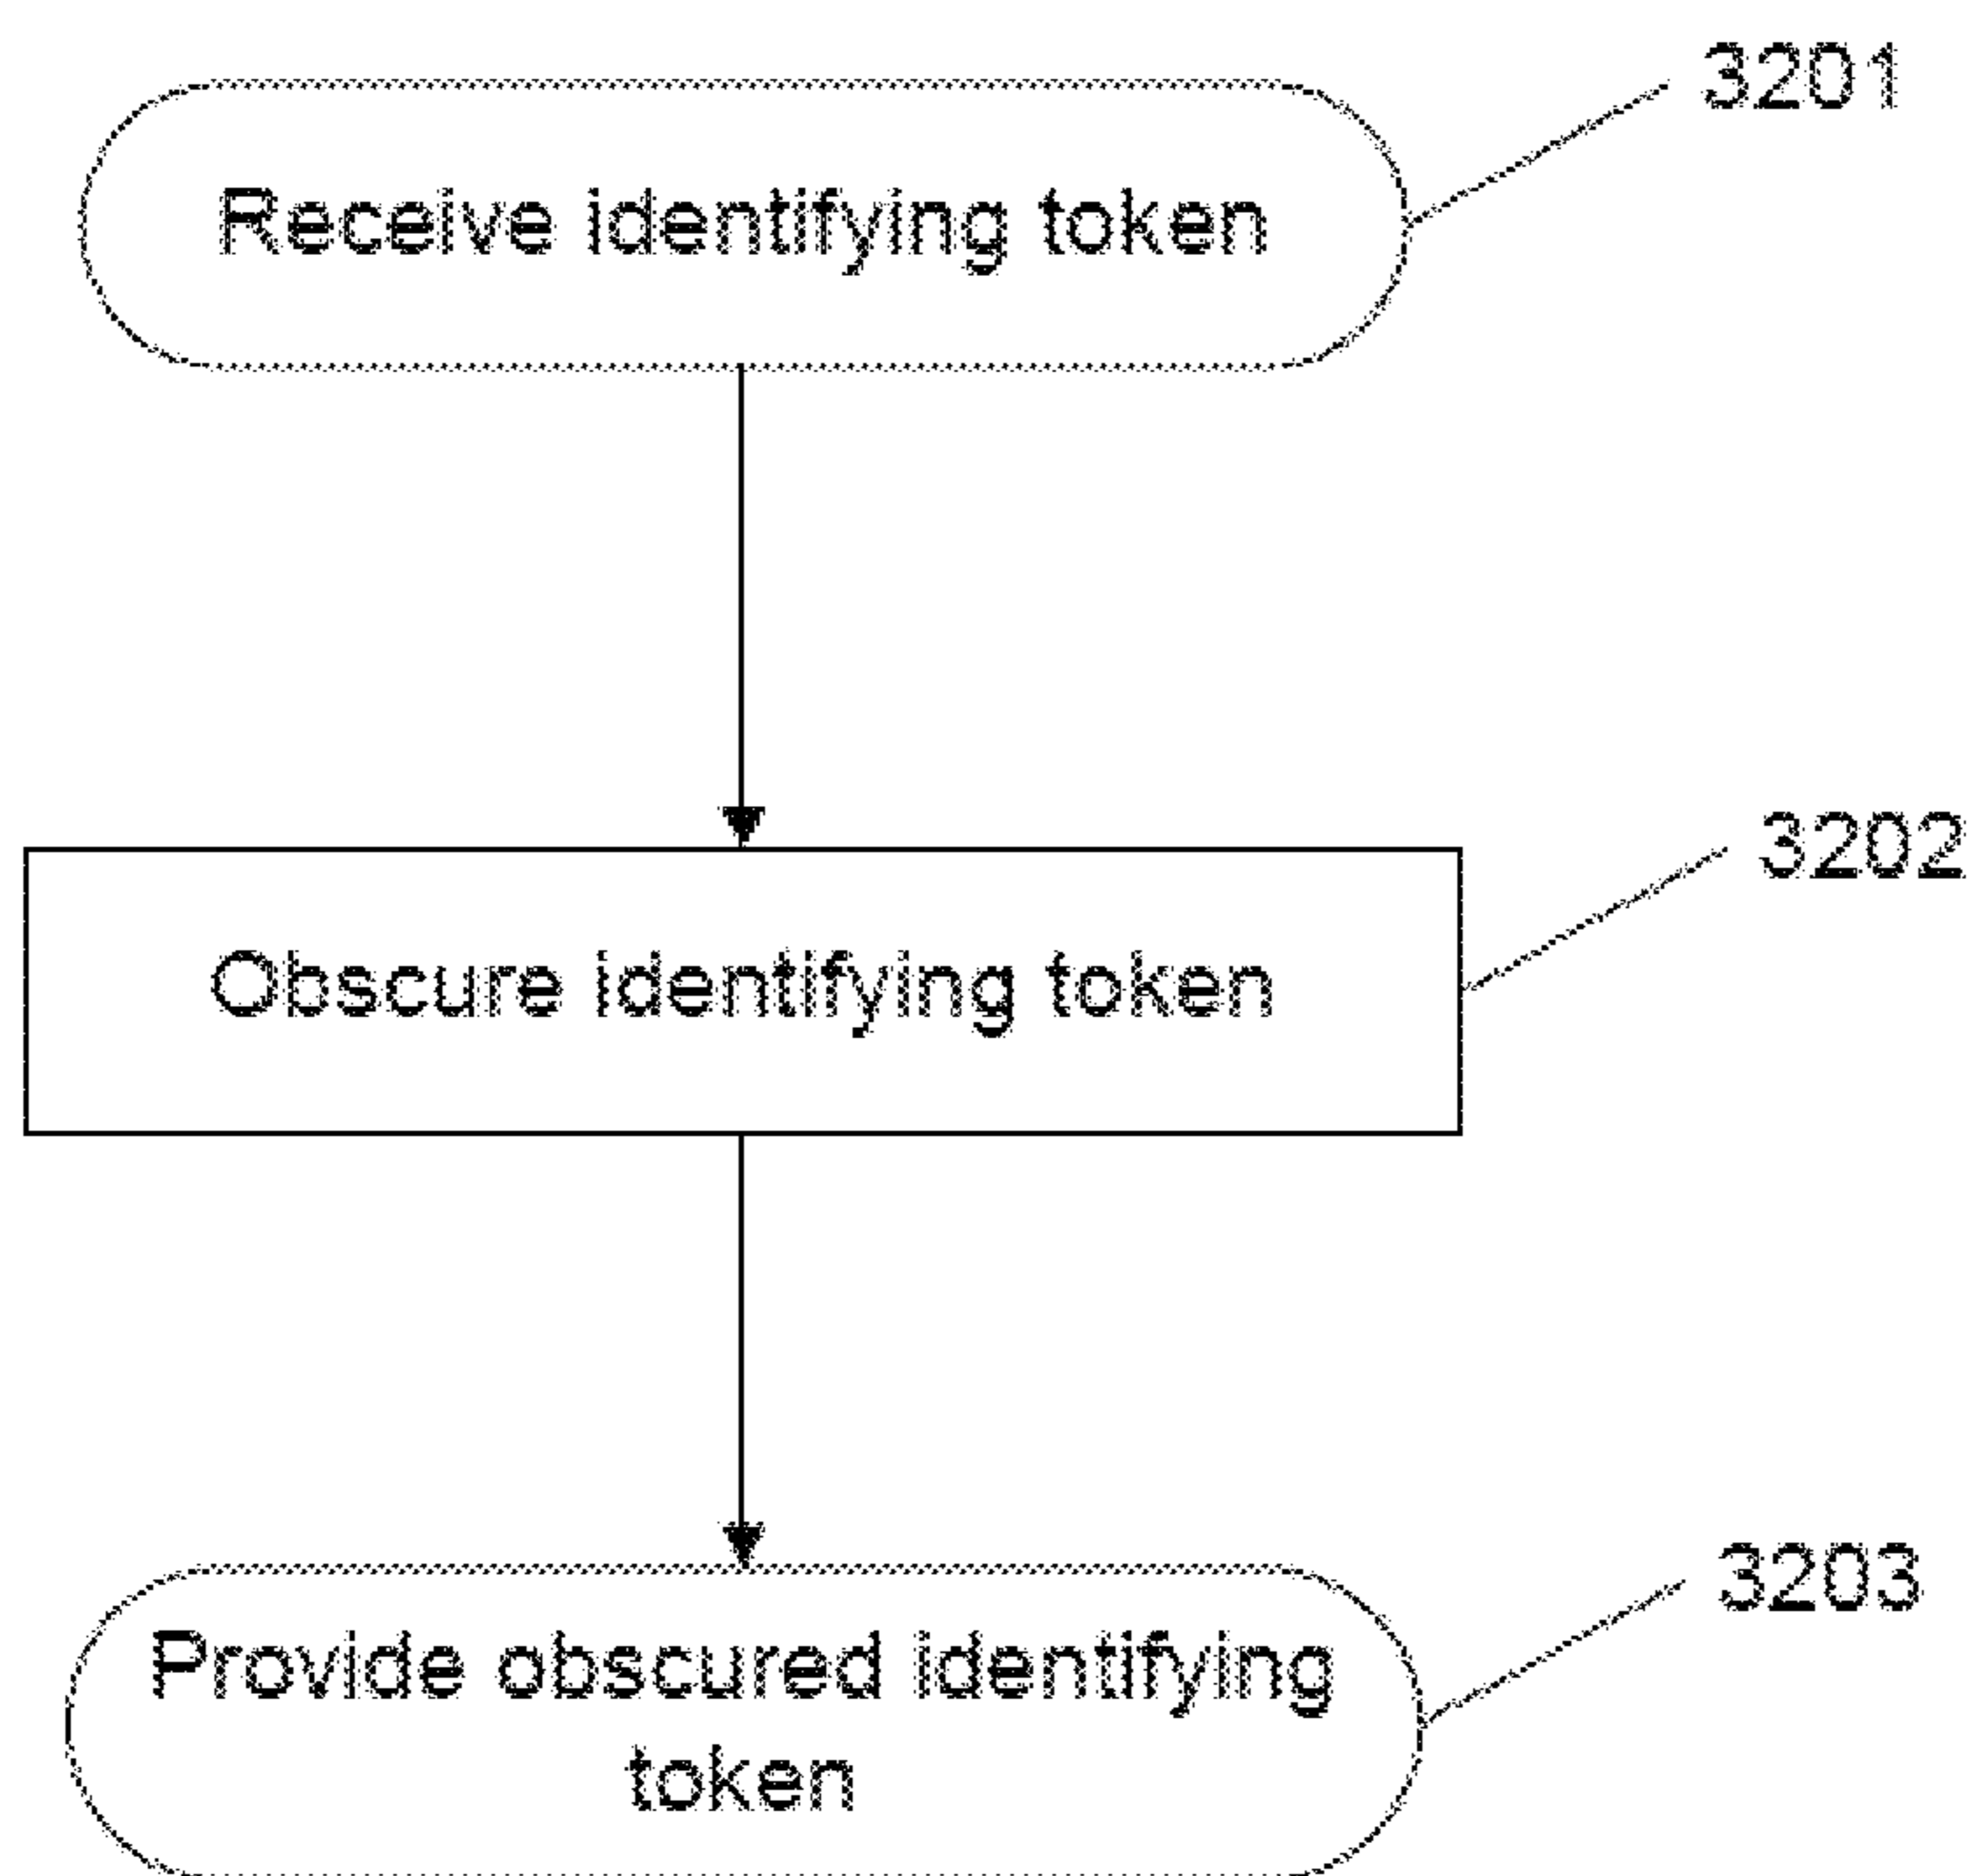 3201
Receive identifying token
3202
Obscure identifying token
3203
Provide obscured identifying
token